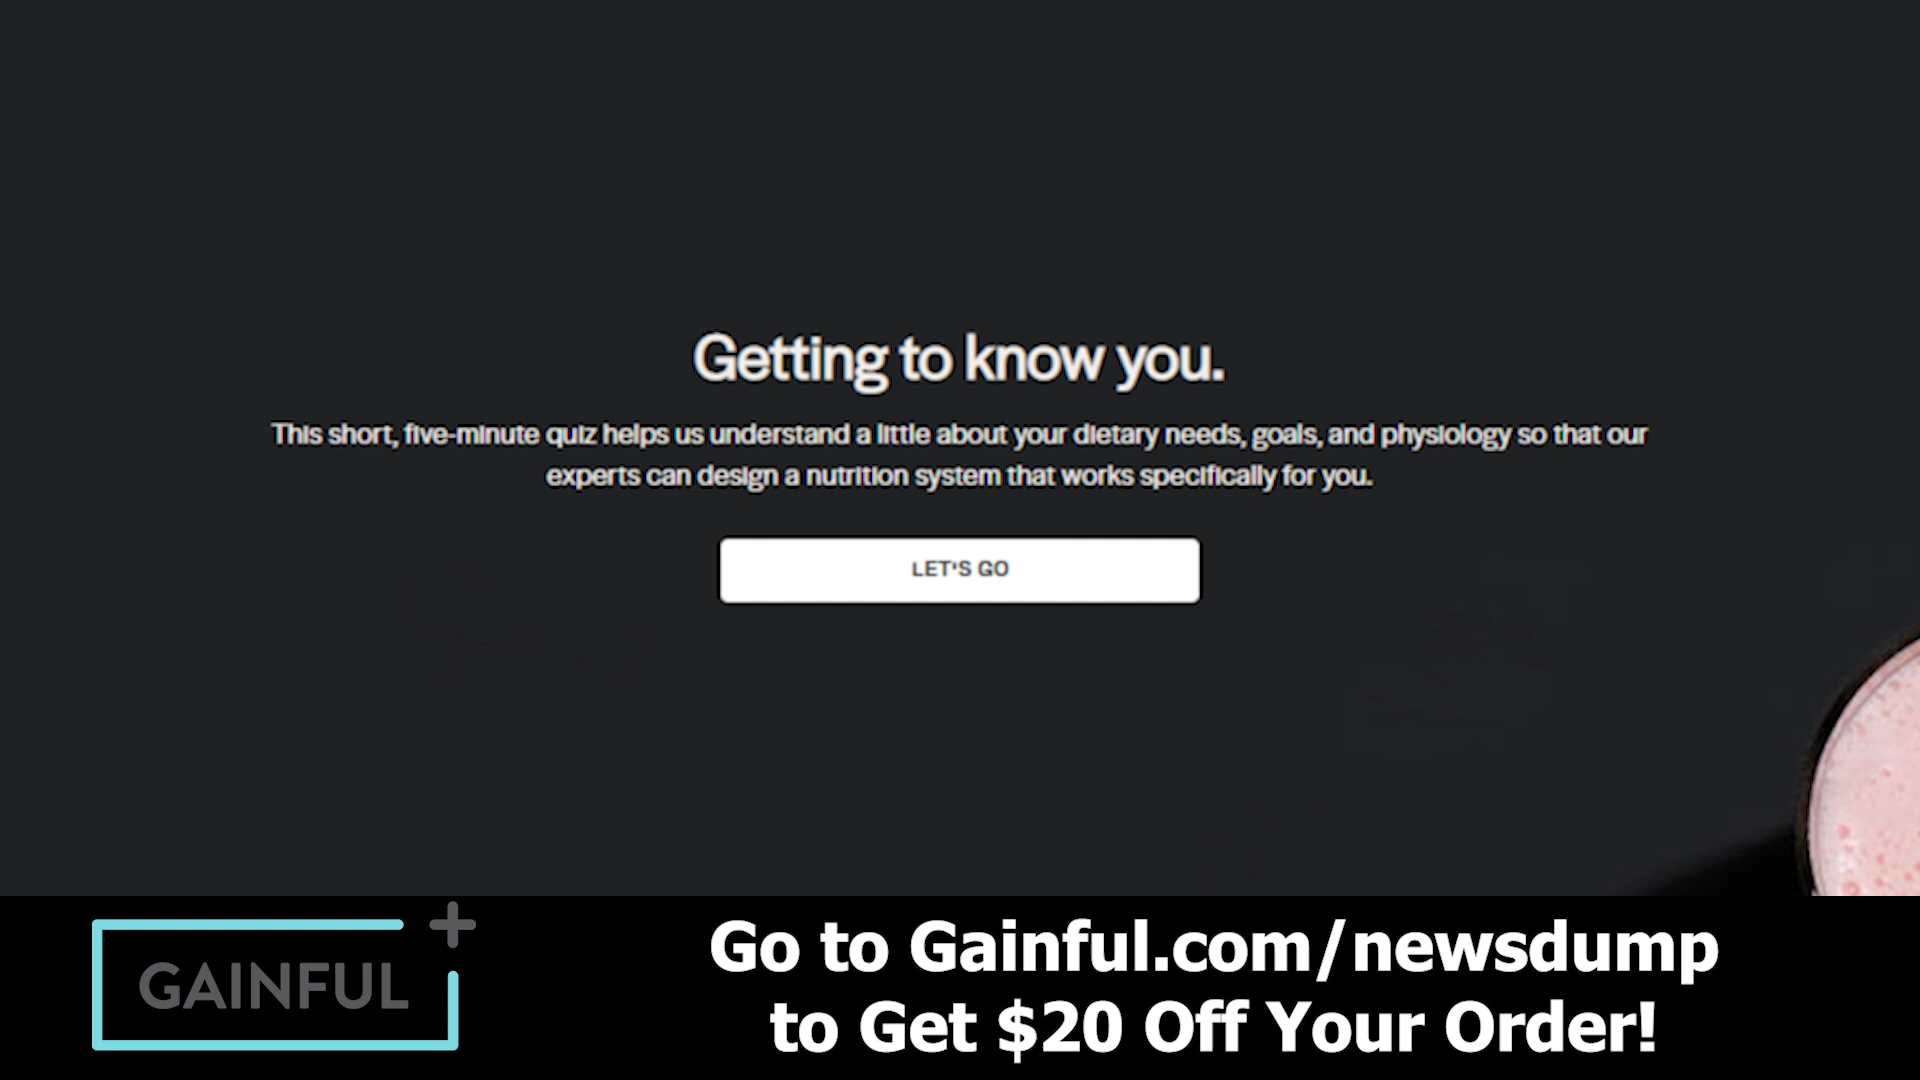 Getting to know you.
This short, five-minute quiz helps us understand a little about your dietary needs, goals, and physiology so that our
experts can design a nutrition system that works specifically for you.
LET'S GO
GAINFUL
Go to Gainful.com/newsdump
to Get $20 Off Your Order!